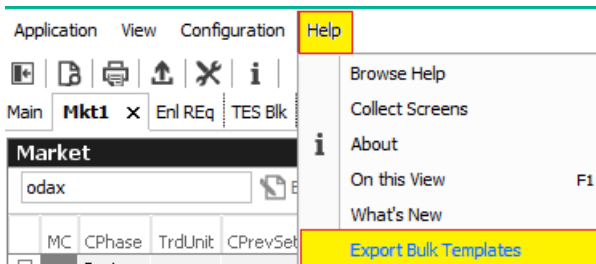 Application View Configuration Help
Browse Help
Main Mkt1 × Enl REq TES Blk
Collect Screens
Market
About
odax
On this View F1
What's New
MC CPhase TrdUnit CPrevSet
Export Bulk Templates